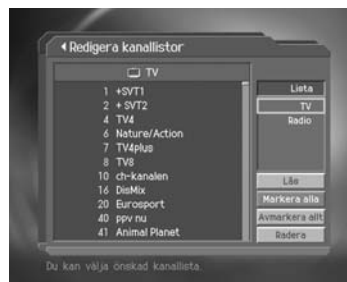 Redigera kanallistor
TV
1 +SVT1
2 + SVT2
4 TV4
6 Nature/Action
7 TV4plus
8 TV8
10 ch-kanalen
16 DisMix
20 Eurosport
40 ppv nu
41 Animal Planet
Lista
TV
Radio
Lås
Markera alla
Avmarkera allt
Radera
Du kan välja önskad kanallista.